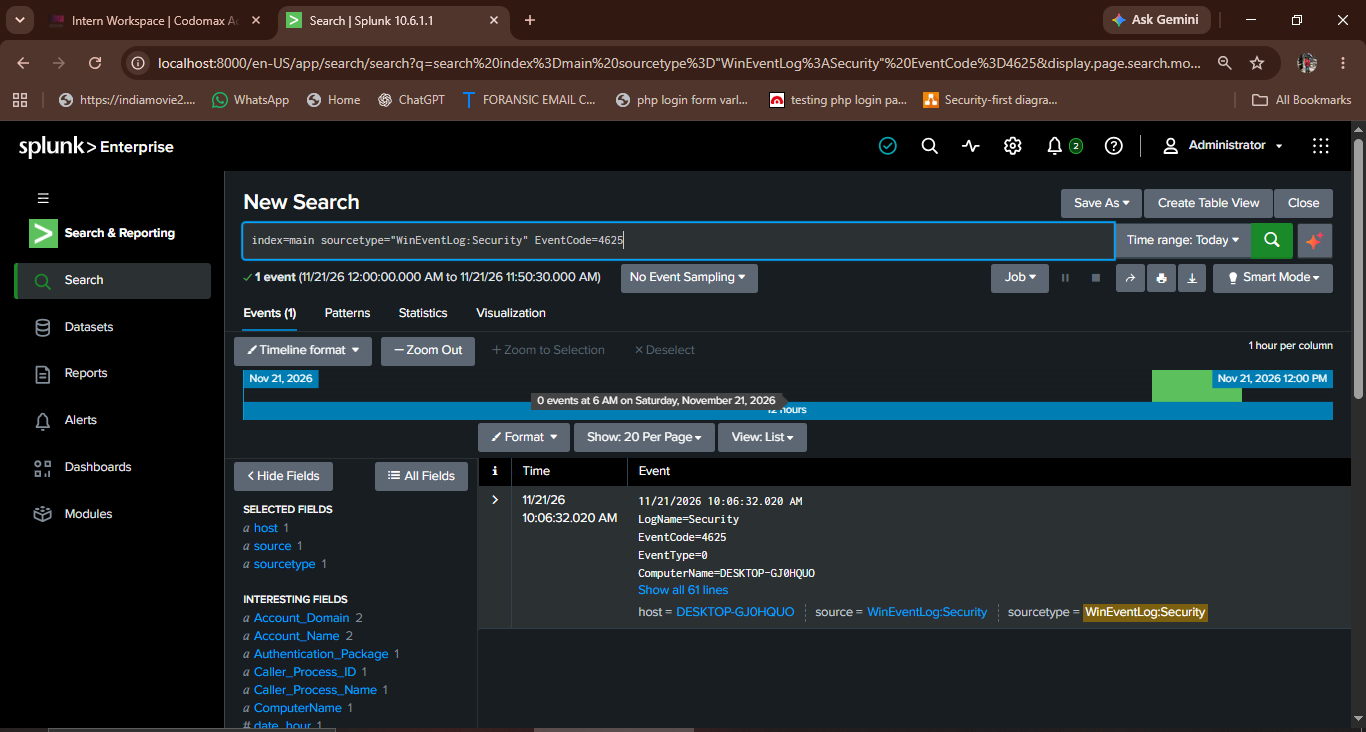 Intern Workspace | Codomax Ac
Search | Splunk 10.6.1.1
Ask Gemini
localhost:8000/en-US/app/search/search?q=search%20index%3Dmain%20sourcetype%3D"WinEventLog%3ASecurity"%20EventCode%3D4625&display.page.search.mo...
https://indiamovie2....
WhatsApp
Home
ChatGPT
FORANSIC EMAIL C...
php login form varl...
testing php login pa...
Security-first diagra...
All Bookmarks
splunk>Enterprise
2
Administrator
Search & Reporting
Search
Datasets
Reports
Alerts
Dashboards
Modules
New Search
Save As
Create Table View
Close
index=main sourcetype="WinEventLog:Security" EventCode=4625
Time range: Today
1 event (11/21/26 12:00:00.000 AM to 11/21/26 11:50:30.000 AM)
No Event Sampling
Job
Smart Mode
Events (1)
Patterns
Statistics
Visualization
Timeline format
Zoom Out
+ Zoom to Selection
× Deselect
1 hour per column
Nov 21, 2026
Nov 21, 2026 12:00 PM
0 events at 6 AM on Saturday, November 21, 2026
12 hours
Format
Show: 20 Per Page
View: List
< Hide Fields
All Fields
SELECTED FIELDS
a host 1
a source 1
a sourcetype 1
INTERESTING FIELDS
a Account_Domain 2
a Account_Name 2
a Authentication_Package 1
a Caller_Process_ID 1
a Caller_Process_Name 1
a ComputerName 1
# date_hour 1
i
Time
Event
11/21/26
10:06:32.020 AM
11/21/2026 10:06:32.020 AM
LogName=Security
EventCode=4625
EventType=0
ComputerName=DESKTOP-GJ0HQUO
Show all 61 lines
host = DESKTOP-GJ0HQUO
source = WinEventLog:Security
sourcetype = WinEventLog:Security